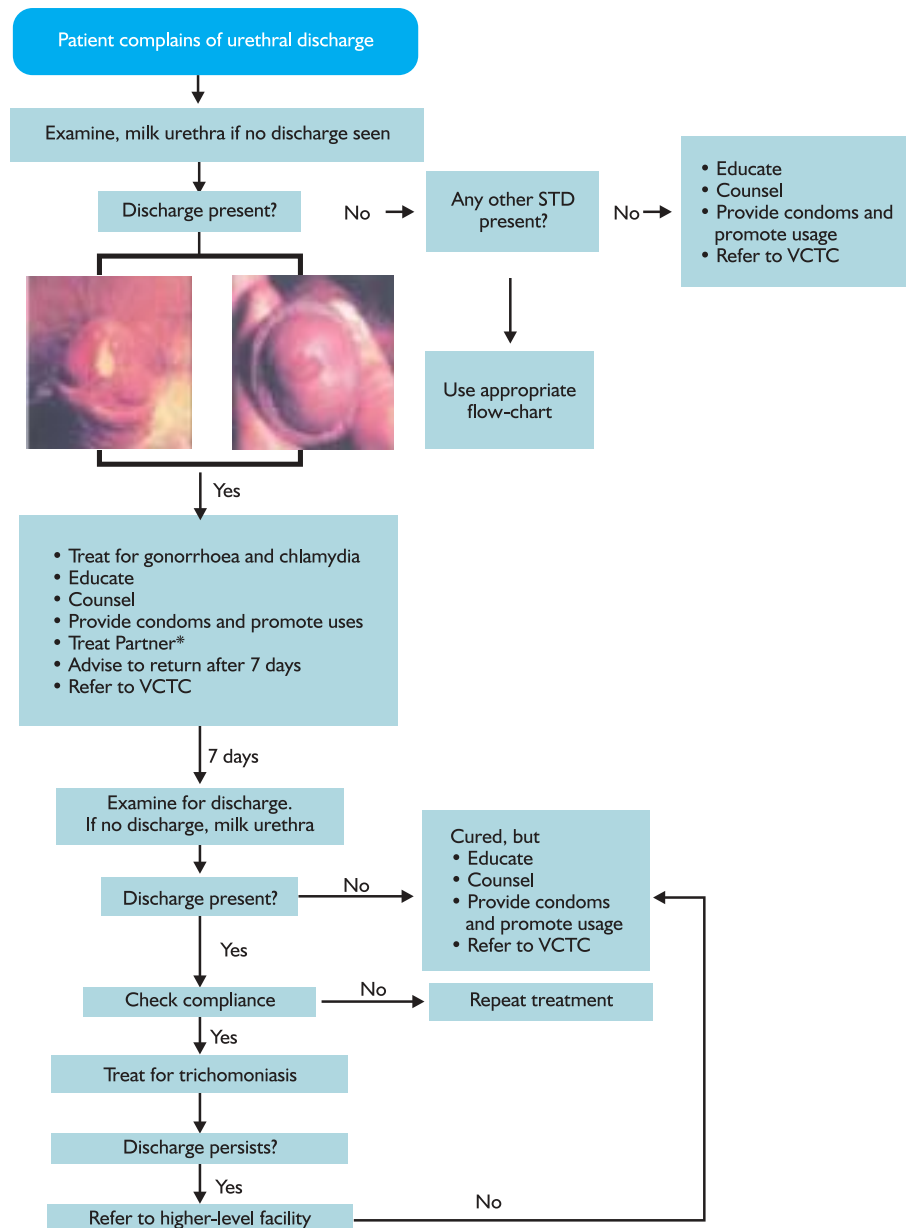 Patient complains of urethral discharge
Examine, milk urethra if no discharge seen
Discharge present?
No
Any other STD
present?
No
• Educate
• Counsel
• Provide condoms and
promote usage
• Refer to VCTC
Use appropriate
flow-chart
Yes
• Treat for gonorrhoea and chlamydia
• Educate
• Counsel
• Provide condoms and promote uses
• Treat Partner*
• Advise to return after 7 days
• Refer to VCTC
7 days
Examine for discharge.
If no discharge, milk urethra
Discharge present?
No
Cured, but
• Educate
• Counsel
• Provide condoms
and promote usage
• Refer to VCTC
Yes
Check compliance
No
Repeat treatment
Yes
Treat for trichomoniasis
Discharge persists?
Yes
Refer to higher-level facility
No